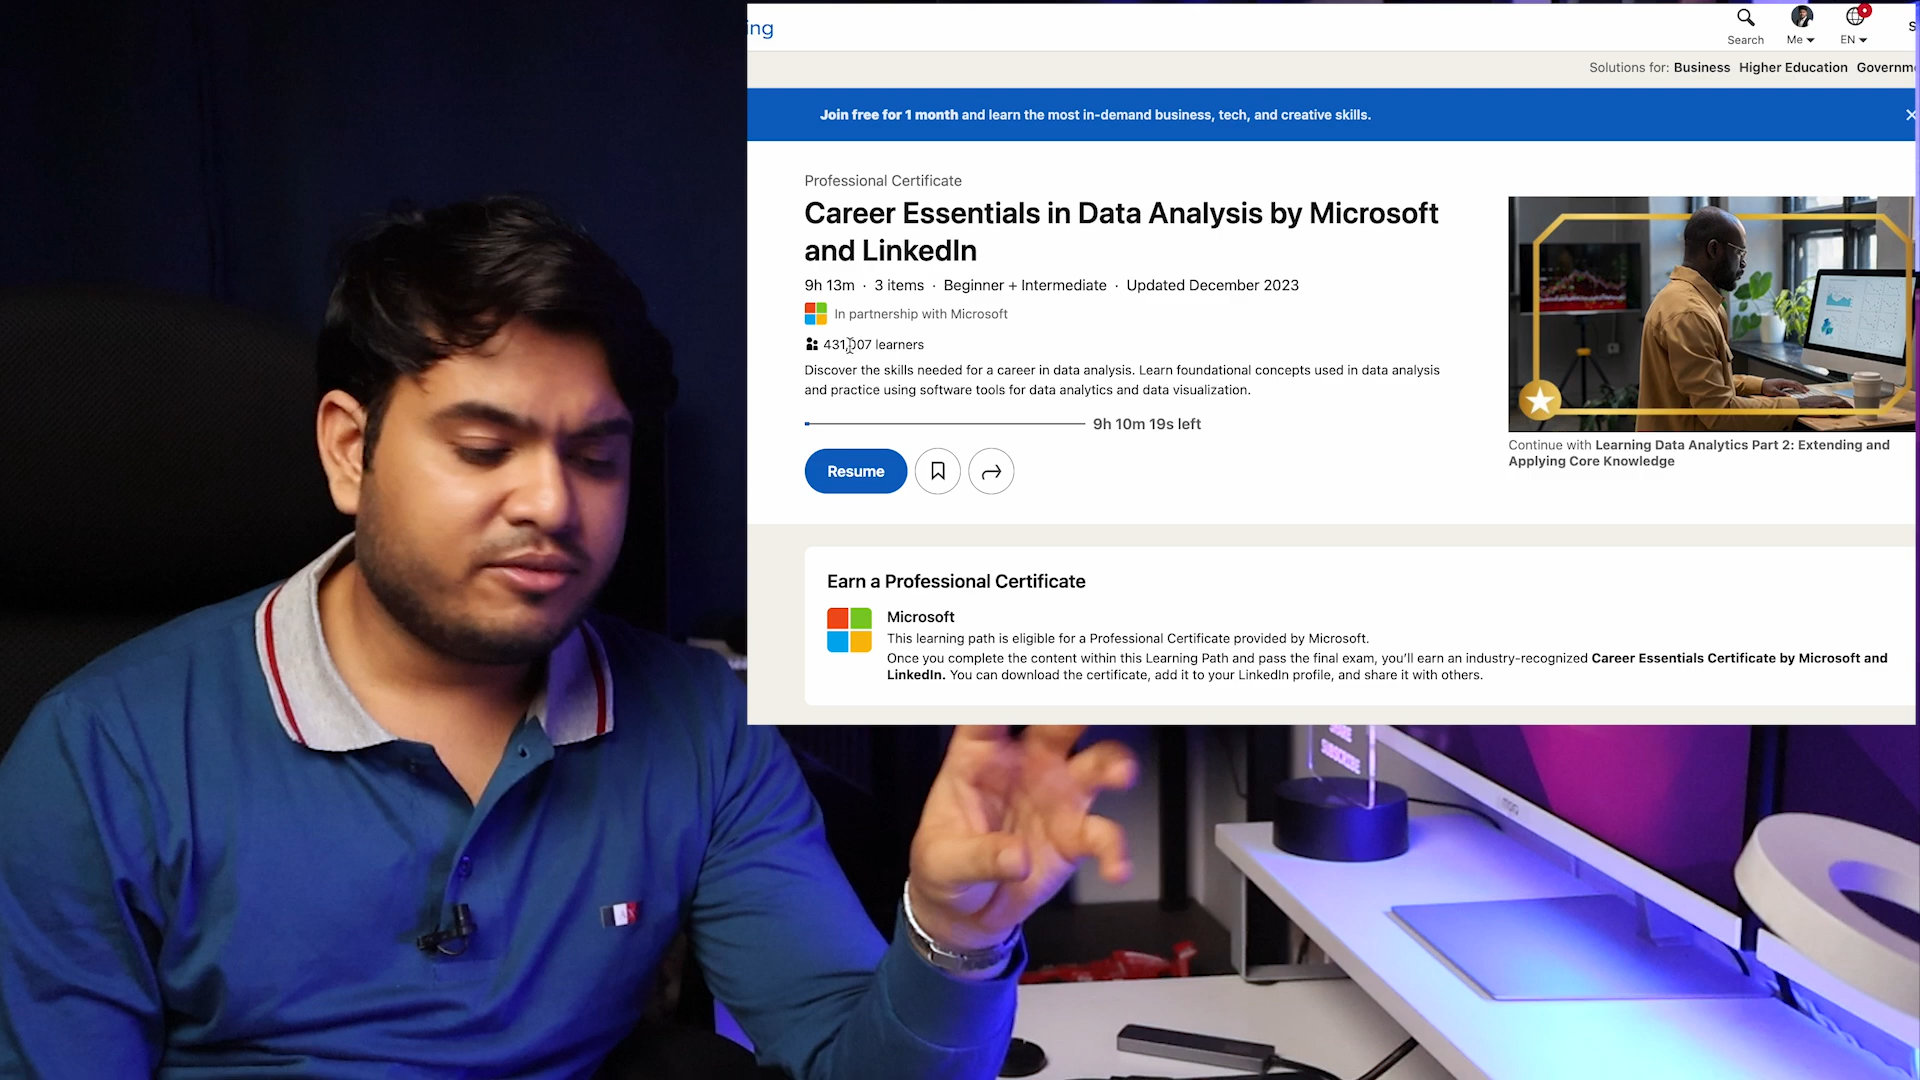 ing
Search
Me
EN
S
Solutions for: Business Higher Education Governme
Join free for 1 month and learn the most in-demand business, tech, and creative skills.
Professional Certificate
Career Essentials in Data Analysis by Microsoft
and LinkedIn
9h 13m · 3 items · Beginner + Intermediate · Updated December 2023
In partnership with Microsoft
431,007 learners
Discover the skills needed for a career in data analysis. Learn foundational concepts used in data analysis
and practice using software tools for data analytics and data visualization.
9h 10m 19s left
Resume
Continue with Learning Data Analytics Part 2: Extending and
Applying Core Knowledge
Earn a Professional Certificate
Microsoft
This learning path is eligible for a Professional Certificate provided by Microsoft.
Once you complete the content within this Learning Path and pass the final exam, you'll earn an industry-recognized Career Essentials Certificate by Microsoft and
LinkedIn. You can download the certificate, add it to your LinkedIn profile, and share it with others.
SUBSCRIBE